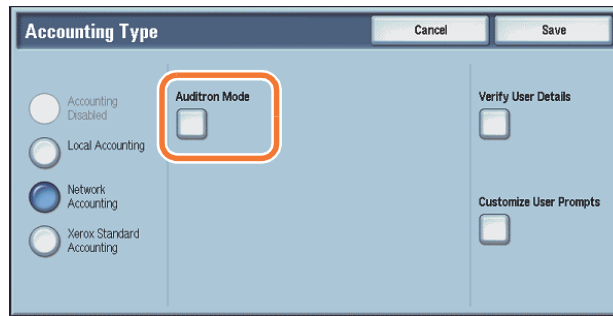 Accounting Type
Cancel
Save
Accounting
Disabled
Local Accounting
Network
Accounting
Xerox Standard
Accounting
Auditron Mode
Verify User Details
Customize User Prompts